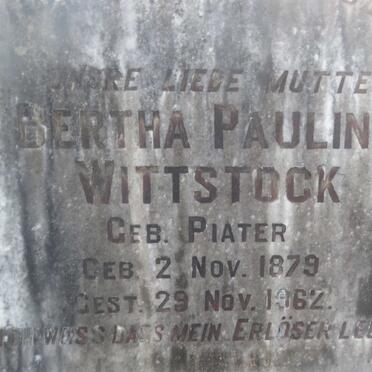 UNSRE LIEBE MUTTE
BERTHA PAULIN
WITTSTOCK
GEB. PIATER
GEB. 2 NOV. 1879
GEST. 29 NOV. 1962.
WEISS DASS MEIN ERLÖSER LEB